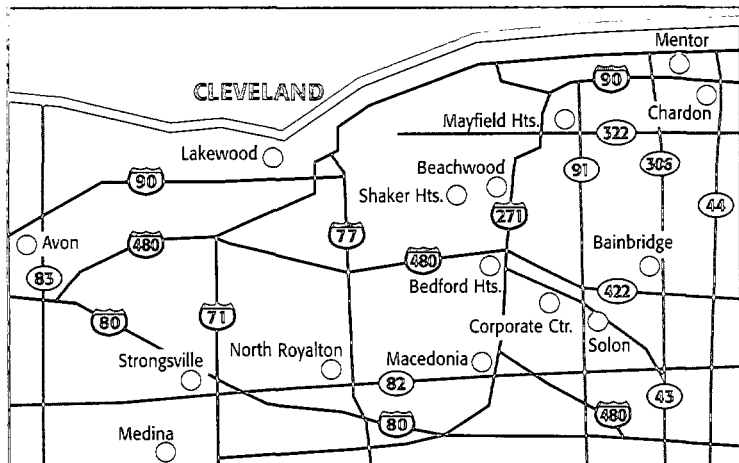 Mentor
CLEVELAND
90
Chardon
Mayfield Hts.
322
Lakewood
Beachwood
90
91
306
Shaker Hts.
44
271
Avon
480
77
480
Bainbridge
83
Bedford Hts.
422
80
71
Corporate Ctr.
Solon
Strongsville
North Royalton
Macedonia
82
43
480
80
Medina